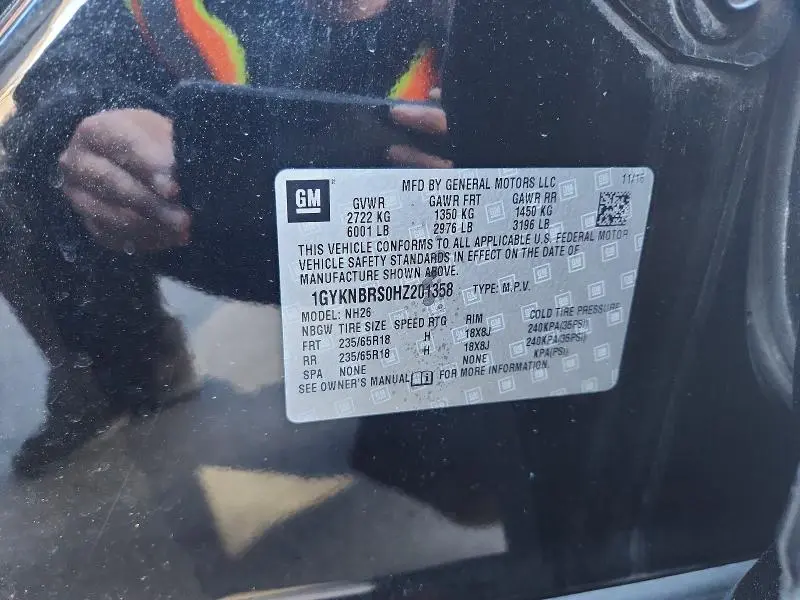 GM
MFD BY GENERAL MOTORS LLC 11/16
GVWR GAWR FRT GAWR RR
2722 KG 1350 KG 1450 KG
6001 LB 2976 LB 3196 LB
THIS VEHICLE CONFORMS TO ALL APPLICABLE U.S. FEDERAL MOTOR
VEHICLE SAFETY STANDARDS IN EFFECT ON THE DATE OF
MANUFACTURE SHOWN ABOVE.
1GYKNBRS0HZ201358 TYPE: M.P.V.
MODEL: NH26
NBGW TIRE SIZE SPEED RTG RIM COLD TIRE PRESSURE
FRT 235/65R18 H 18X8J 240KPA(35PSI)
RR 235/65R18 H 18X8J 240KPA(35PSI)
SPA NONE NONE KPA(PSI)
SEE OWNER'S MANUAL FOR MORE INFORMATION.